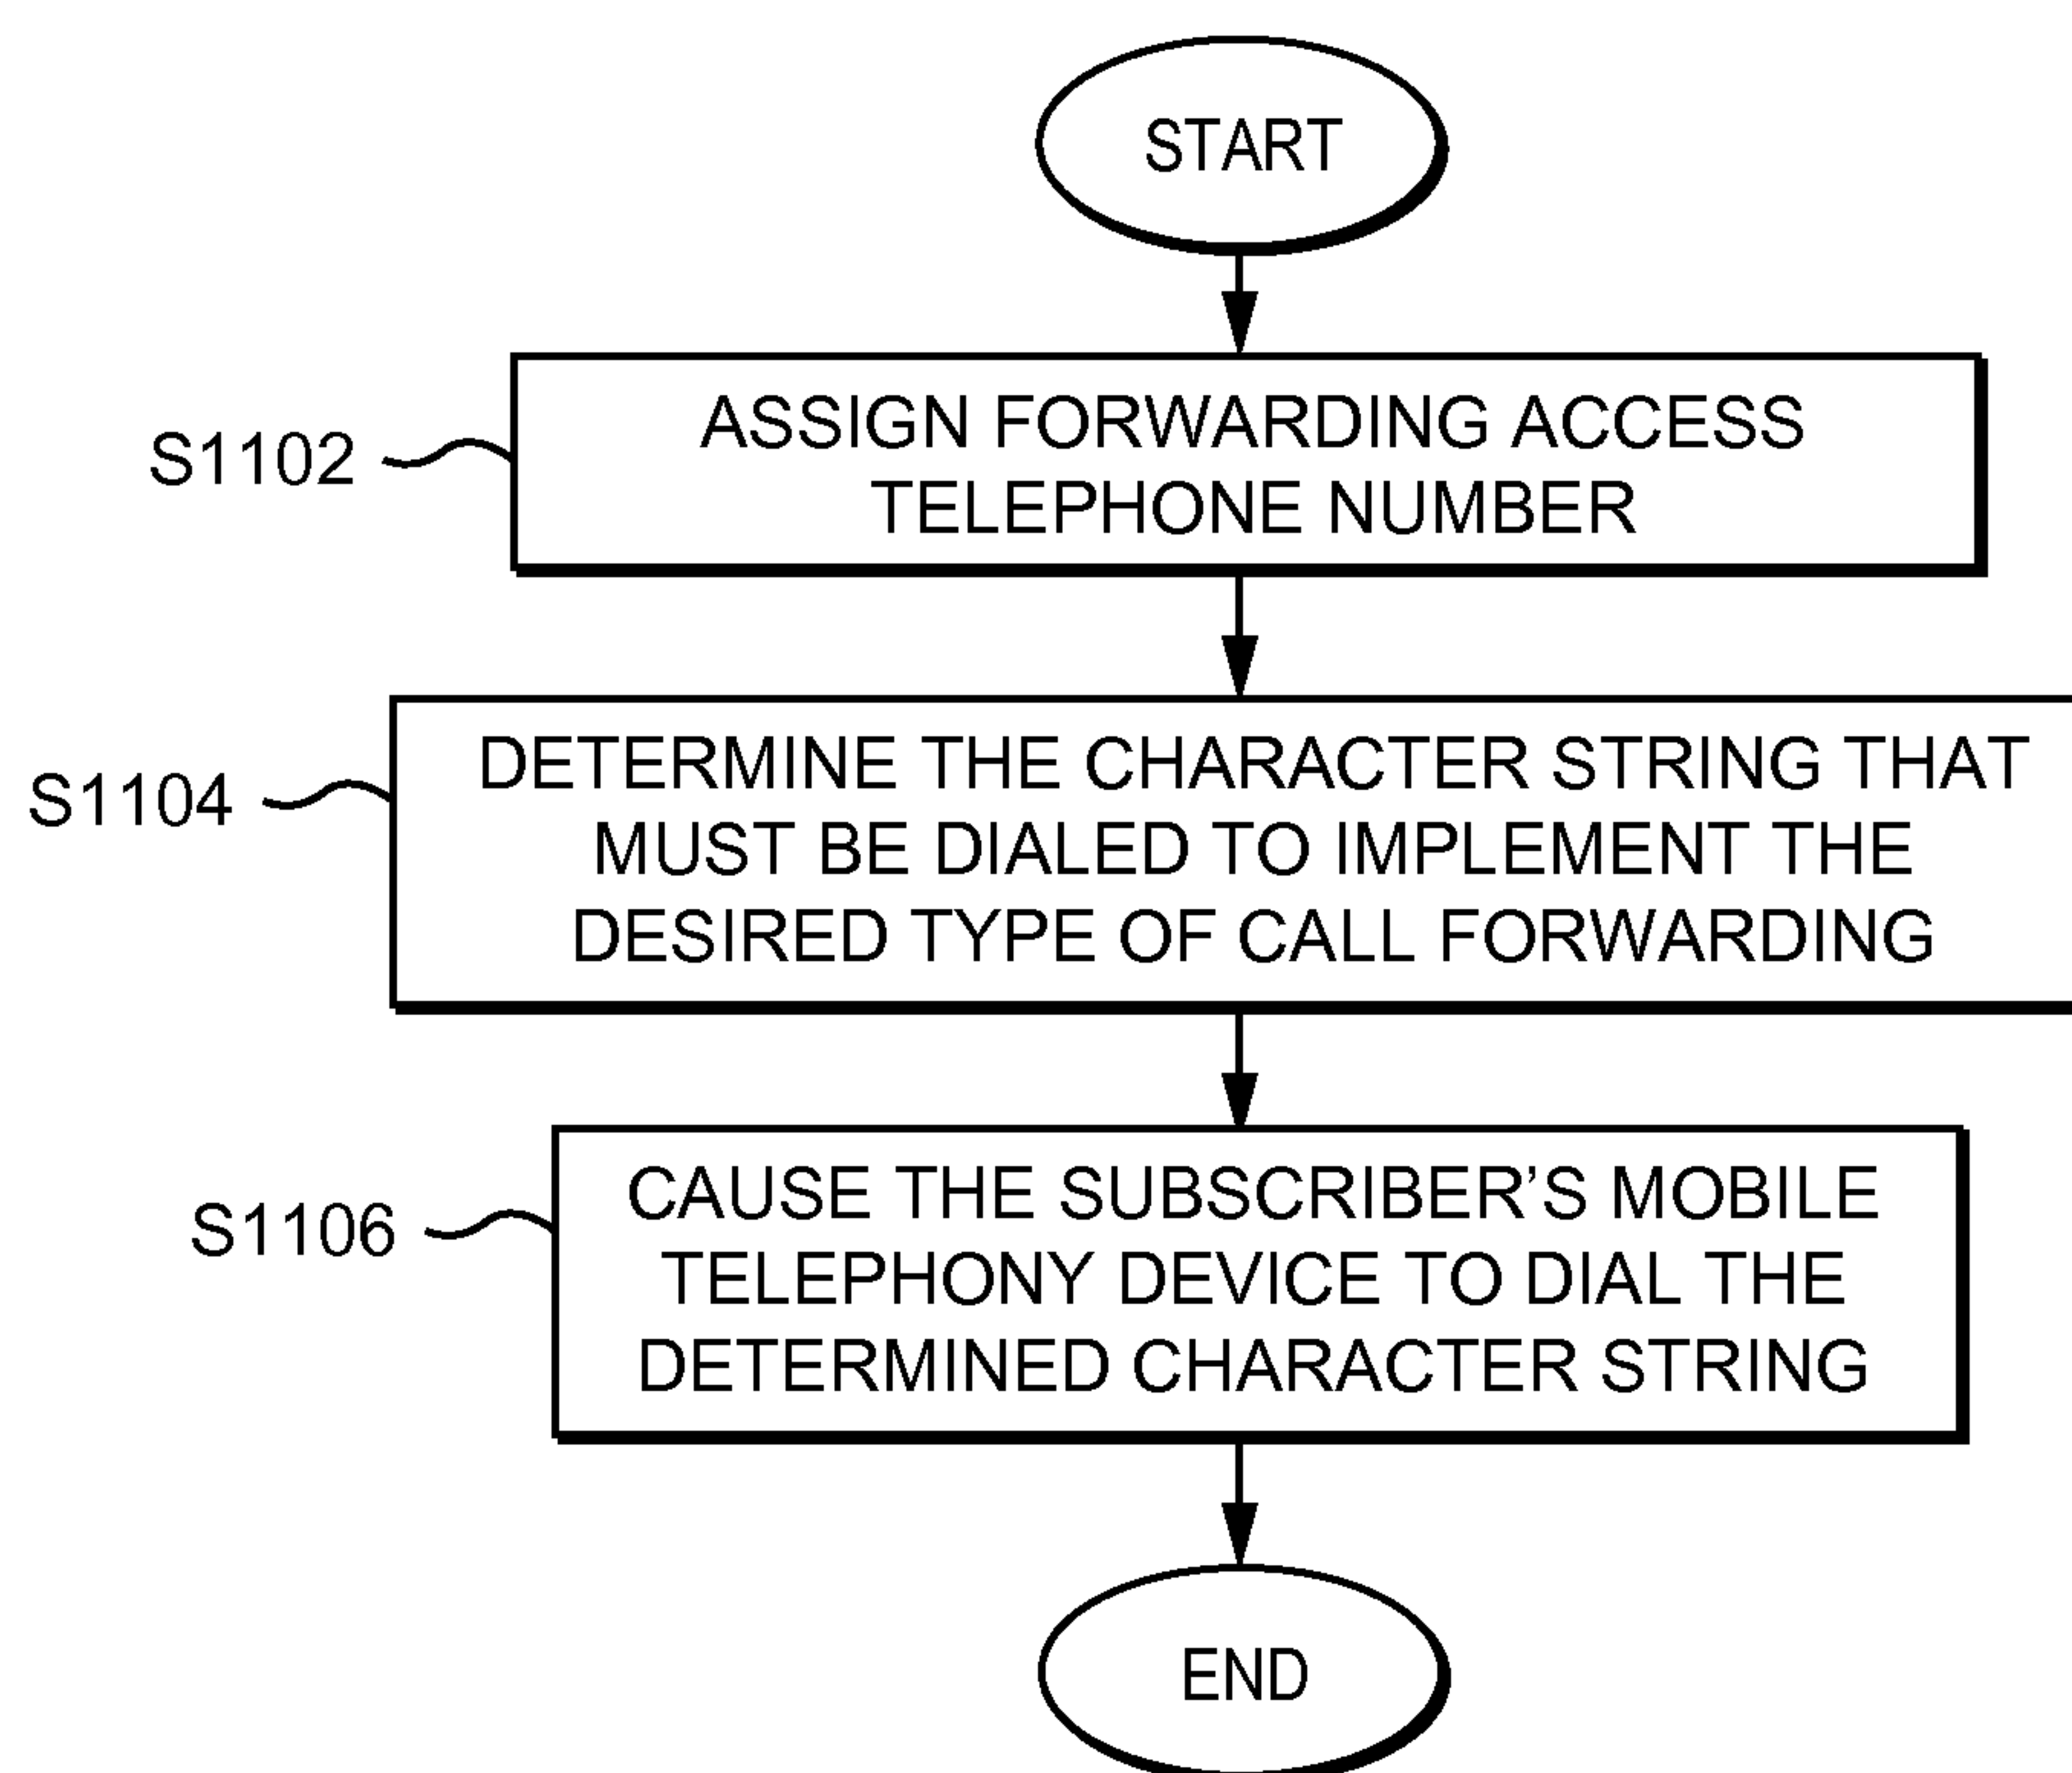 START
S1102
ASSIGN FORWARDING ACCESS
TELEPHONE NUMBER
S1104
DETERMINE THE CHARACTER STRING THAT
MUST BE DIALED TO IMPLEMENT THE
DESIRED TYPE OF CALL FORWARDING
S1106
CAUSE THE SUBSCRIBER’S MOBILE
TELEPHONY DEVICE TO DIAL THE
DETERMINED CHARACTER STRING
END